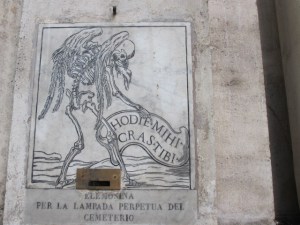 HODIE·MIHI
CRAS·TIBI
ELEMOSINA
PER LA LAMPADA PERPETUA DEL
CEMETERIO